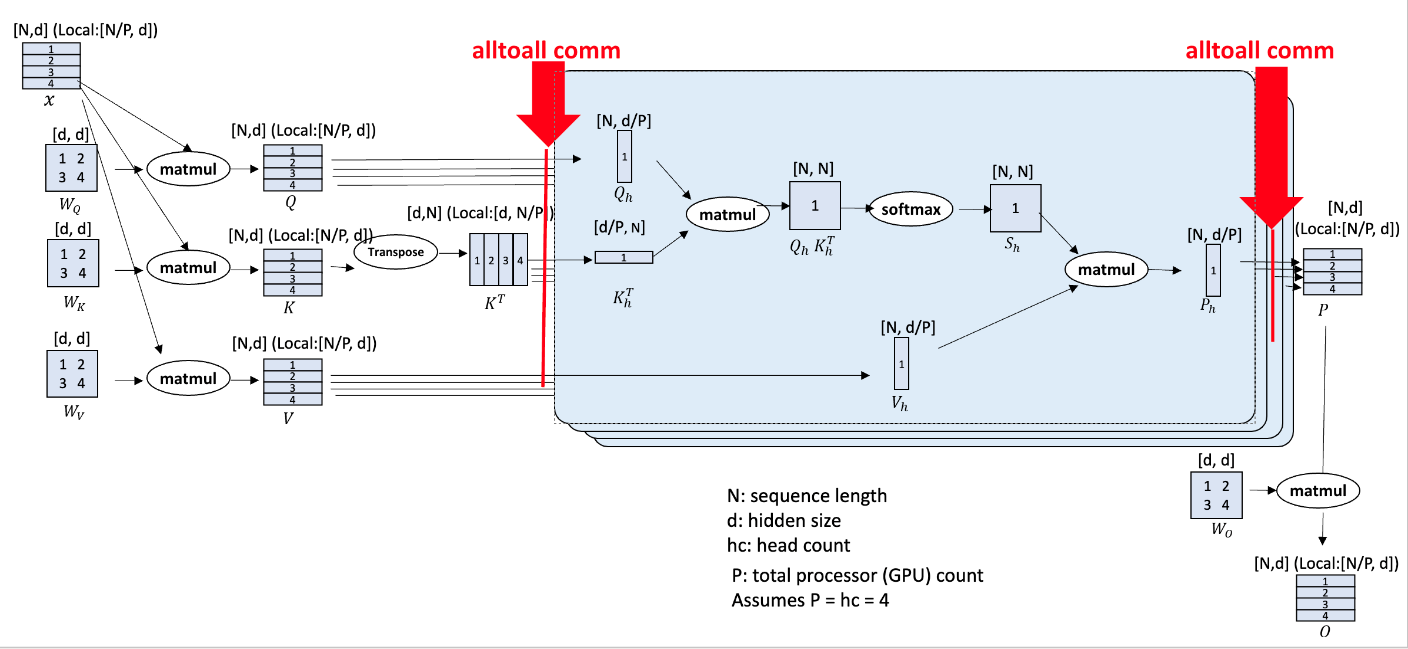 [N,d] (Local:[N/P, d])
1
2
3
4
x
alltoall comm
alltoall comm
[d, d]
1 2
3 4
W_Q
matmul
[N,d] (Local:[N/P, d])
1
2
3
4
Q
[d, d]
1 2
3 4
W_K
matmul
[N,d] (Local:[N/P, d])
1
2
3
4
K
Transpose
[d,N] (Local:[d, N/P])
1 2 3 4
K^T
[d, d]
1 2
3 4
W_V
matmul
[N,d] (Local:[N/P, d])
1
2
3
4
V
[N, d/P]
1
Q_h
[d/P, N]
1
K_h^T
matmul
[N, N]
1
Q_h K_h^T
softmax
[N, N]
1
S_h
[N, d/P]
1
V_h
matmul
[N, d/P]
1
P_h
[N,d]
(Local:[N/P, d])
1
2
3
4
P
[d, d]
1 2
3 4
W_O
matmul
[N,d] (Local:[N/P, d])
1
2
3
4
O
N: sequence length
d: hidden size
hc: head count
P: total processor (GPU) count
Assumes P = hc = 4